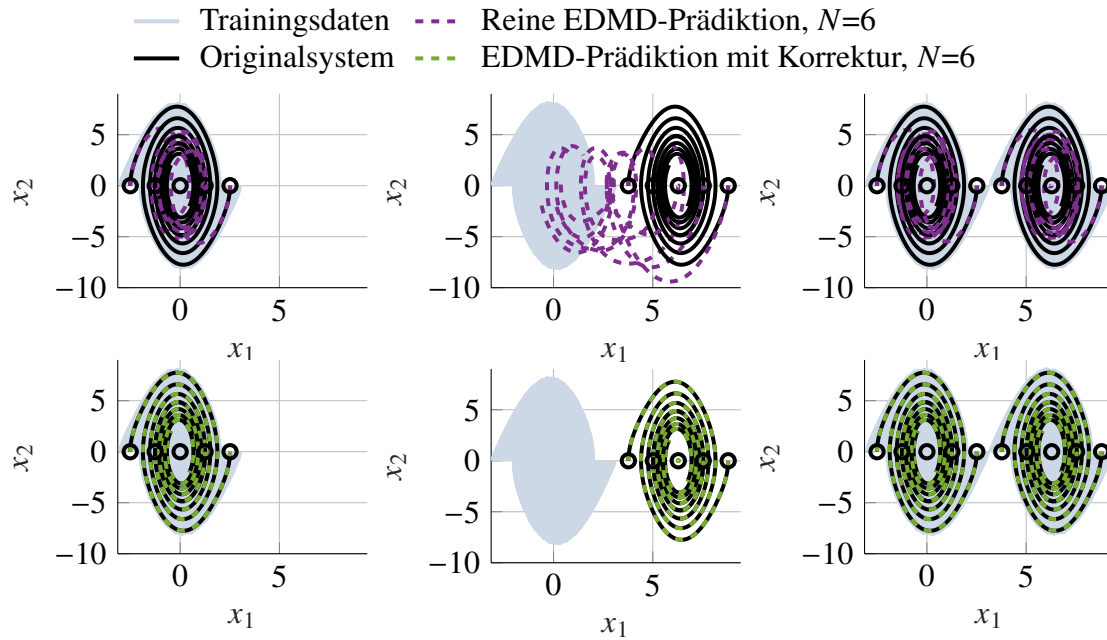 Trainingsdaten
Reine EDMD-Prädiktion, N=6
Originalsystem
EDMD-Prädiktion mit Korrektur, N=6
x2
5
0
−5
−10
0
5
x1
x2
5
0
−5
−10
0
5
x1
x2
5
0
−5
−10
0
5
x1
x2
5
0
−5
−10
0
5
x1
x2
5
0
−5
−10
0
5
x1
x2
5
0
−5
−10
0
5
x1